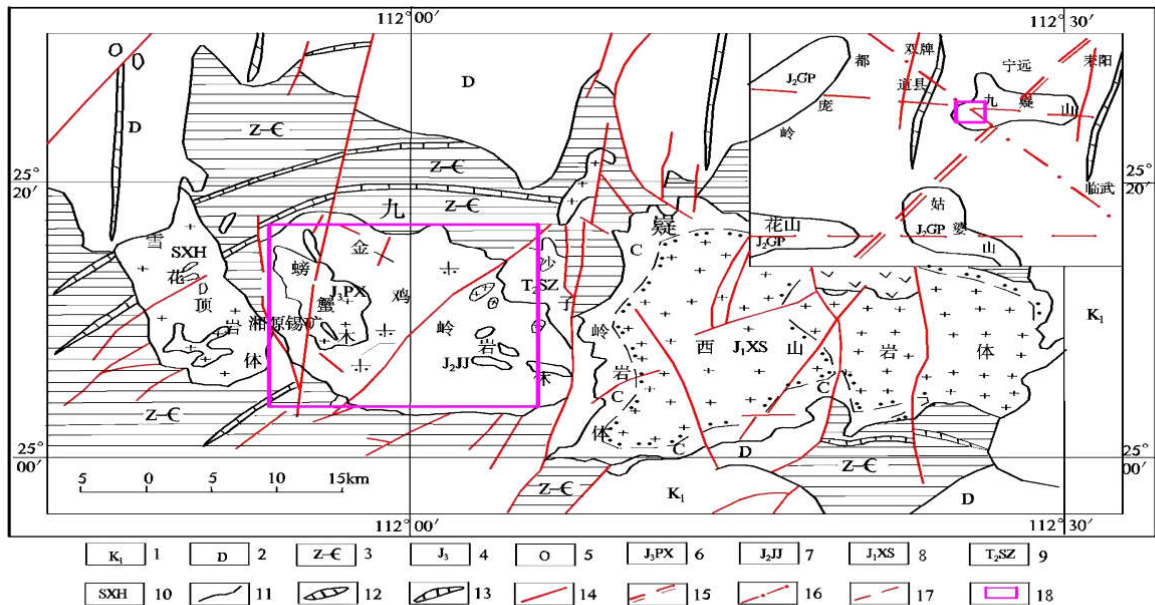 112° 00′
112° 30′
双牌
都
宁远
耒阳
J₂GP
道县
九
疑
山
庞
岭
临武
25°
20′
25°
20′
姑
J₂GP
婆
山
花山
J₂GP
O
D
D
Z-Є
Z-Є
九
疑
雪
SXH
花
D
顶
岩
体
金
螃
蟹
J₃PX
木
鸡
岭
岩
J₂JJ
体
湘源锡矿
沙
T₂SZ
子
岭
岩
体
C
C
C
C
C
西
J₁XS
山
岩
体
K₁
Z-Є
Z-Є
Z-Є
K₁
D
D
25°
00′
25°
00′
5 0 5 10 15km
112° 00′
112° 30′
K₁ 1 D 2 Z-Є 3 J₃ 4 O 5 J₃PX 6 J₂JJ 7 J₁XS 8 T₂SZ 9
SXH 10 11 12 13 14 15 16 17 18